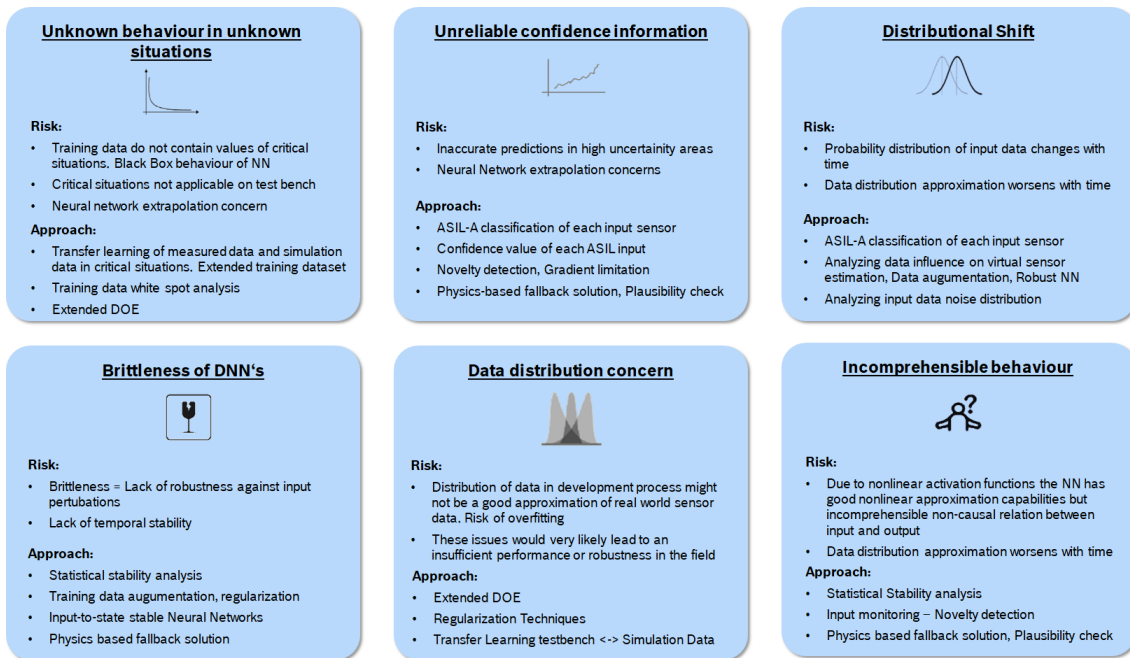 Unknown behaviour in unknown
situations
Risk:
• Training data do not contain values of critical
situations. Black Box behaviour of NN
• Critical situations not applicable on test bench
• Neural network extrapolation concern
Approach:
• Transfer learning of measured data and simulation
data in critical situations. Extended training dataset
• Training data white spot analysis
• Extended DOE
Unreliable confidence information
Risk:
• Inaccurate predictions in high uncertainity areas
• Neural Network extrapolation concerns
Approach:
• ASIL-A classification of each input sensor
• Confidence value of each ASIL input
• Novelty detection, Gradient limitation
• Physics-based fallback solution, Plausibility check
Distributional Shift
Risk:
• Probability distribution of input data changes with
time
• Data distribution approximation worsens with time
Approach:
• ASIL-A classification of each input sensor
• Analyzing data influence on virtual sensor
estimation, Data augmentation, Robust NN
• Analyzing input data noise distribution
Brittleness of DNN‘s
Risk:
• Brittleness = Lack of robustness against input
pertubations
• Lack of temporal stability
Approach:
• Statistical stability analysis
• Training data augumentation, regularization
• Input-to-state stable Neural Networks
• Physics based fallback solution
Data distribution concern
Risk:
• Distribution of data in development process might
not be a good approximation of real world sensor
data. Risk of overfitting
• These issues would very likely lead to an
insufficient performance or robustness in the field
Approach:
• Extended DOE
• Regularization Techniques
• Transfer Learning testbench <-> Simulation Data
Incomprehensible behaviour
?
Risk:
• Due to nonlinear activation functions the NN has
good nonlinear approximation capabilities but
incomprehensible non-causal relation between
input and output
• Data distribution approximation worsens with time
Approach:
• Statistical Stability analysis
• Input monitoring – Novelty detection
• Physics based fallback solution, Plausibility check